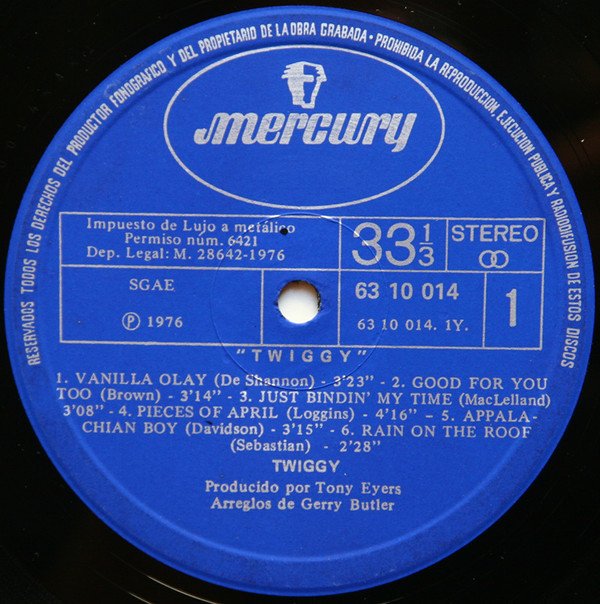 RESERVADOS TODOS LOS DERECHOS DEL PRODUCTOR FONOGRAFICO Y DEL PROPIETARIO DE LA OBRA GRABADA · PROHIBIDA LA REPRODUCCION, EJECUCION PUBLICA Y RADIODIFUSION DE ESTOS DISCOS
mercury
Impuesto de Lujo a metálico
Permiso núm. 6421
Dep. Legal: M. 28642-1976
33 1/3
STEREO
SGAE
Ⓟ 1976
63 10 014
63 10 014. 1Y.
1
"TWIGGY"
1. VANILLA OLAY (De Shannon) - 3'23" - 2. GOOD FOR YOU
TOO (Brown) - 3'14" - 3. JUST BINDIN' MY TIME (MacLelland)
3'08" - 4. PIECES OF APRIL (Loggins) - 4'16" - 5. APPALA-
CHIAN BOY (Davidson) - 3'15" - 6. RAIN ON THE ROOF
(Sebastian) - 2'28"
TWIGGY
Producido por Tony Eyers
Arreglos de Gerry Butler